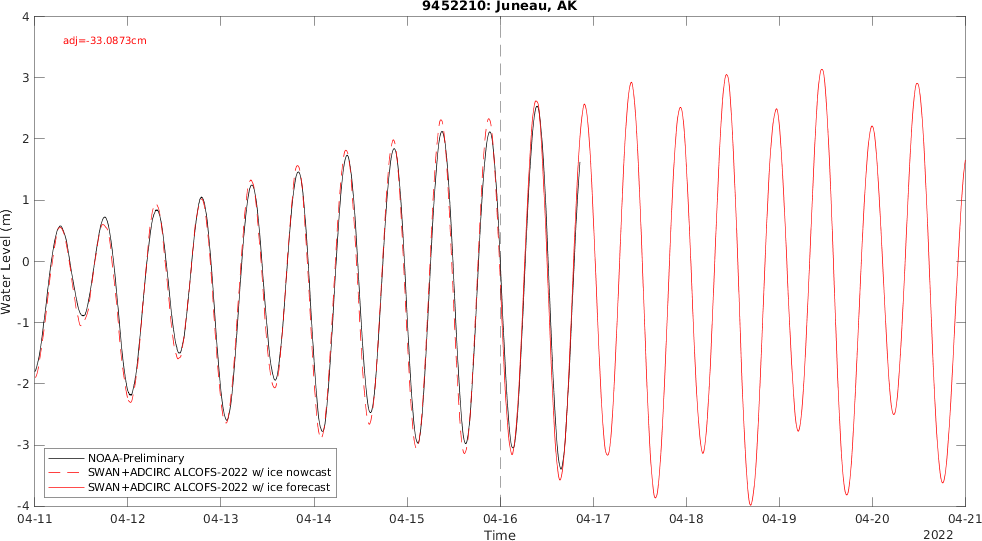 9452210: Juneau, AK
adj=-33.0873cm
4
3
2
1
0
-1
-2
-3
-4
Water Level (m)
NOAA-Preliminary
SWAN+ADCIRC ALCOFS-2022 w/ ice nowcast
SWAN+ADCIRC ALCOFS-2022 w/ ice forecast
04-11 04-12 04-13 04-14 04-15 04-16 04-17 04-18 04-19 04-20 04-21
Time
2022